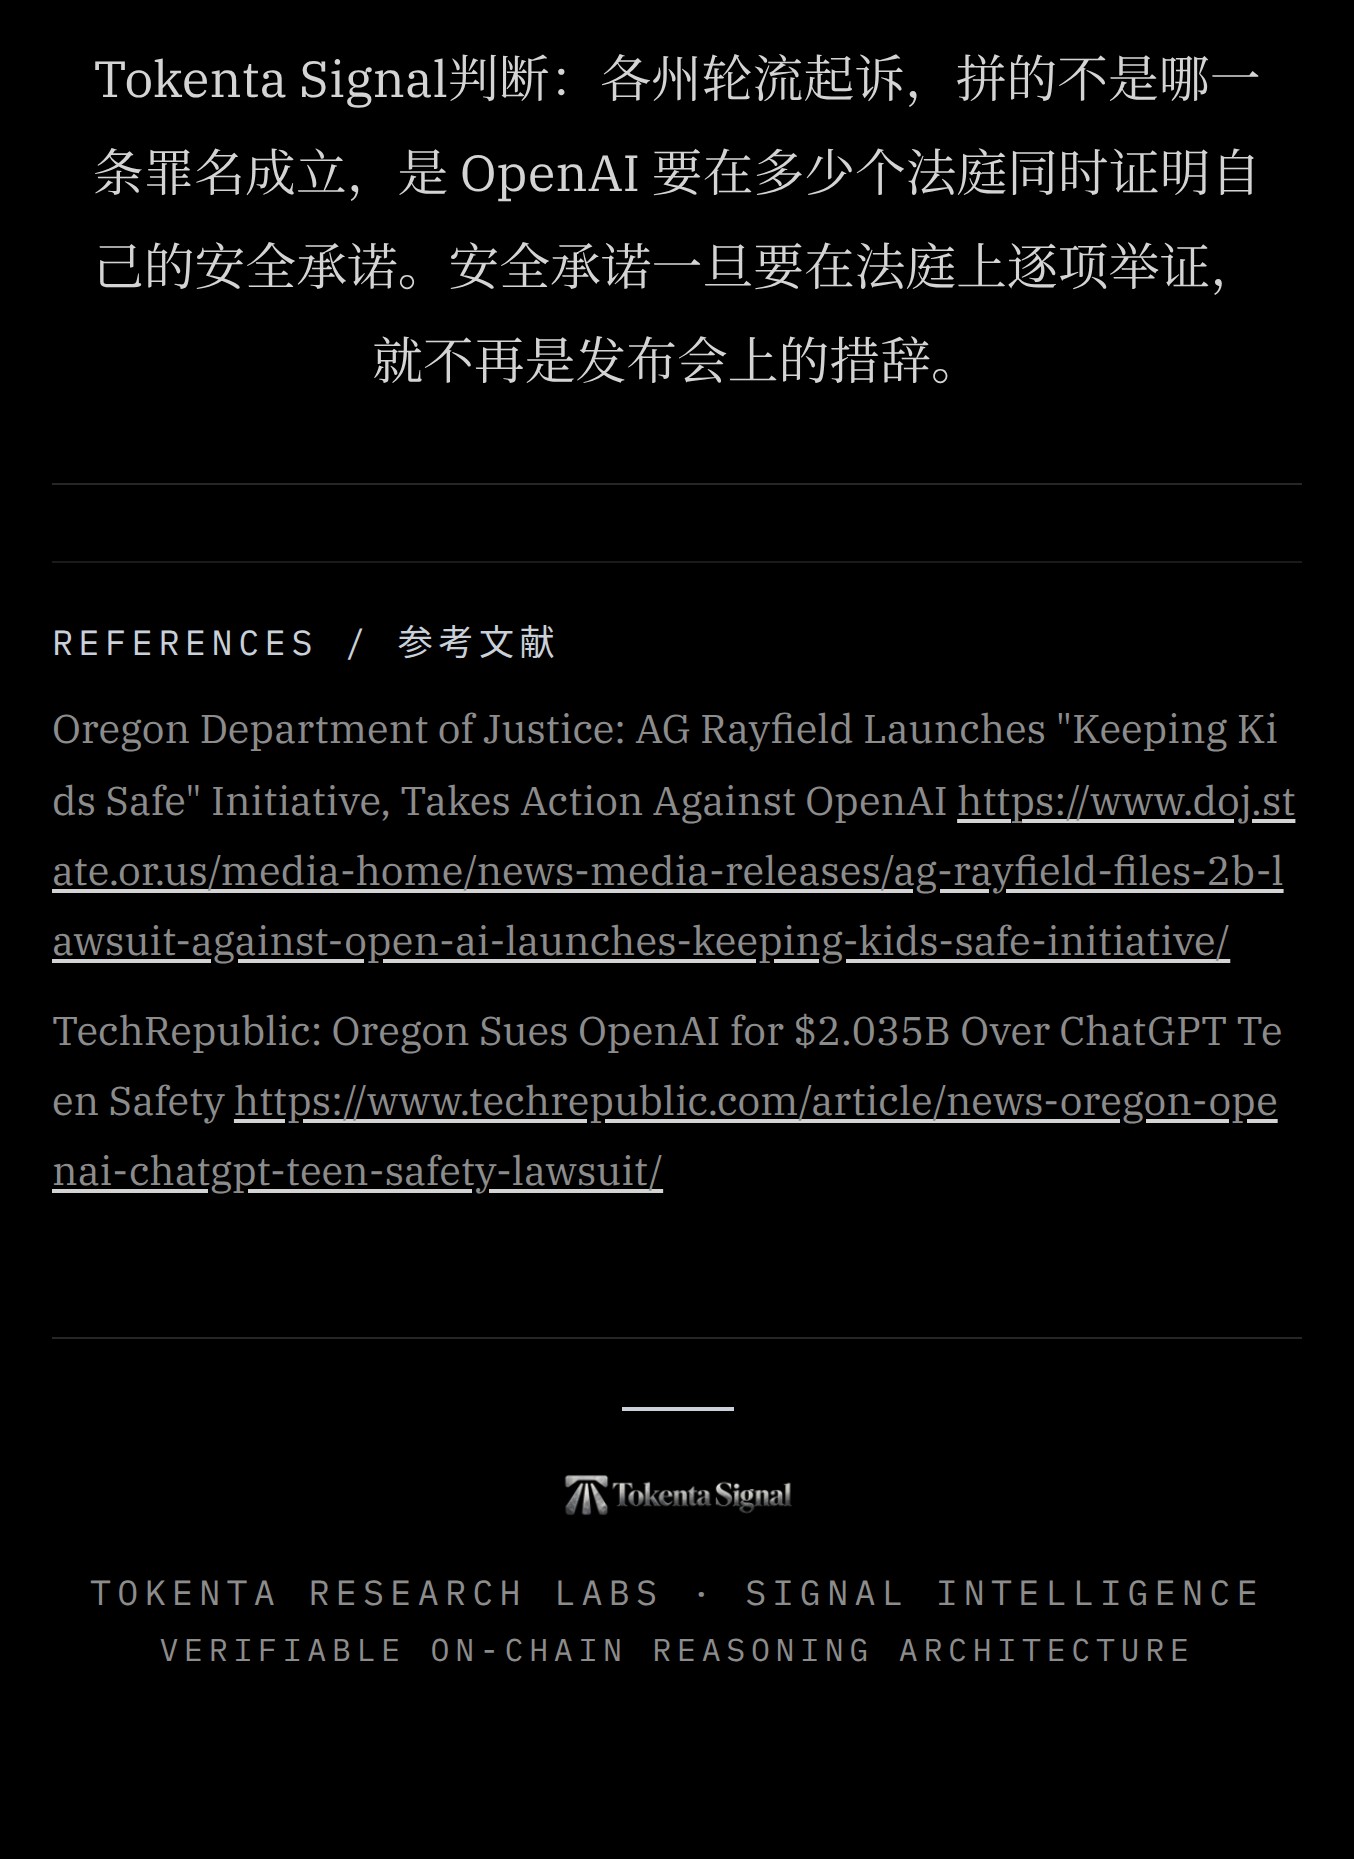 Tokenta Signal判断：各州轮流起诉，拼的不是哪一
条罪名成立，是 OpenAI 要在多少个法庭同时证明自
己的安全承诺。安全承诺一旦要在法庭上逐项举证，
就不再是发布会上的措辞。
REFERENCES / 参考文献
Oregon Department of Justice: AG Rayfield Launches "Keeping Ki
ds Safe" Initiative, Takes Action Against OpenAI https://www.doj.st
ate.or.us/media-home/news-media-releases/ag-rayfield-files-2b-l
awsuit-against-open-ai-launches-keeping-kids-safe-initiative/
TechRepublic: Oregon Sues OpenAI for $2.035B Over ChatGPT Te
en Safety https://www.techrepublic.com/article/news-oregon-ope
nai-chatgpt-teen-safety-lawsuit/
Tokenta Signal
TOKENTA RESEARCH LABS · SIGNAL INTELLIGENCE
VERIFIABLE ON-CHAIN REASONING ARCHITECTURE